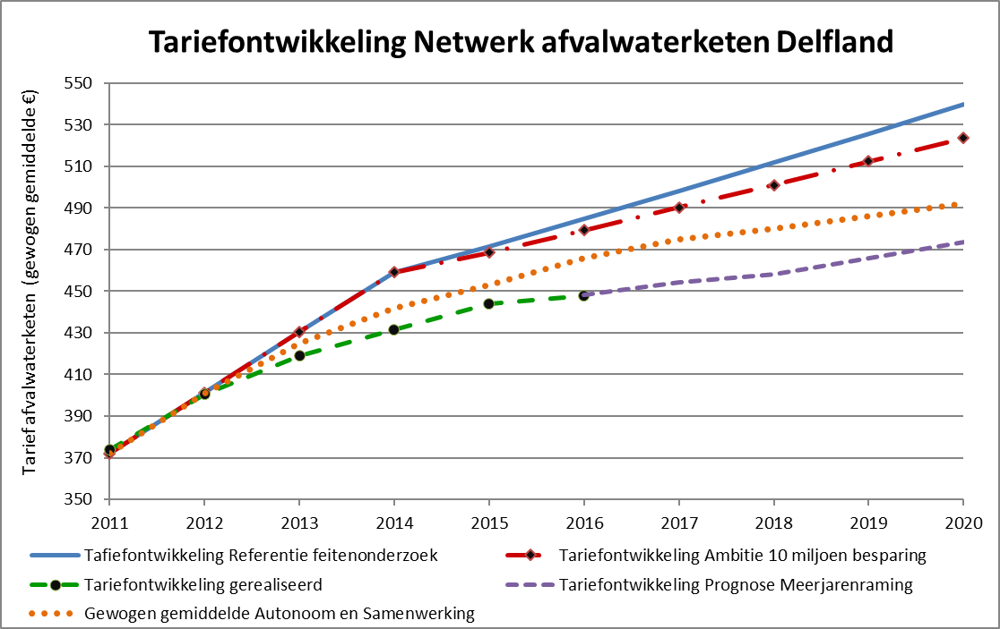 Tariefontwikkeling Netwerk afvalwaterketen Delfland
Tarief afvalwaterketen (gewogen gemiddelde €)
550
530
510
490
470
450
430
410
390
370
350
2011 2012 2013 2014 2015 2016 2017 2018 2019 2020
Tafiefontwikkeling Referentie feitenonderzoek
Tariefontwikkeling Ambitie 10 miljoen besparing
Tariefontwikkeling gerealiseerd
Tariefontwikkeling Prognose Meerjarenraming
Gewogen gemiddelde Autonoom en Samenwerking